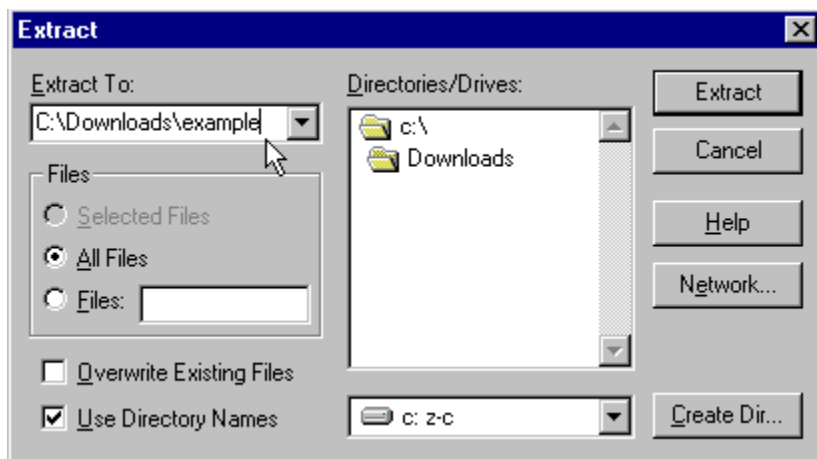 Extract
Extract To:
C:\Downloads\example
Files
Selected Files
All Files
Files:
Overwrite Existing Files
Use Directory Names
Directories/Drives:
c:\
Downloads
c: z-c
Extract
Cancel
Help
Network...
Create Dir...